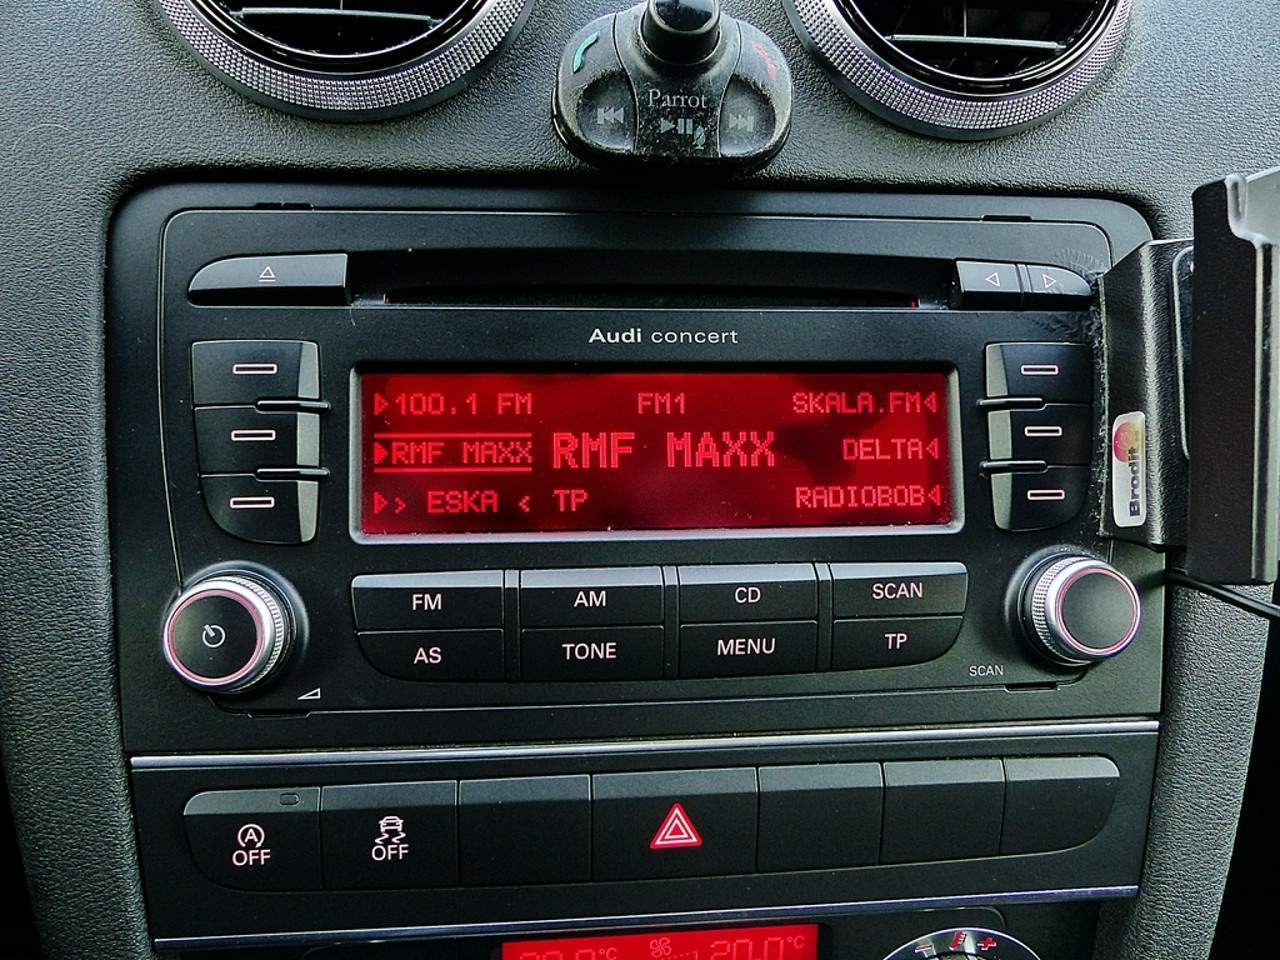 Parrot
Audi concert
100.1 FM FM1 SKALA.FM
RMF MAXX RMF MAXX DELTA
> ESKA < TP RADIOBOB
Brodit
FM AM CD SCAN
AS TONE MENU TP
SCAN
A
OFF OFF
20.0°C